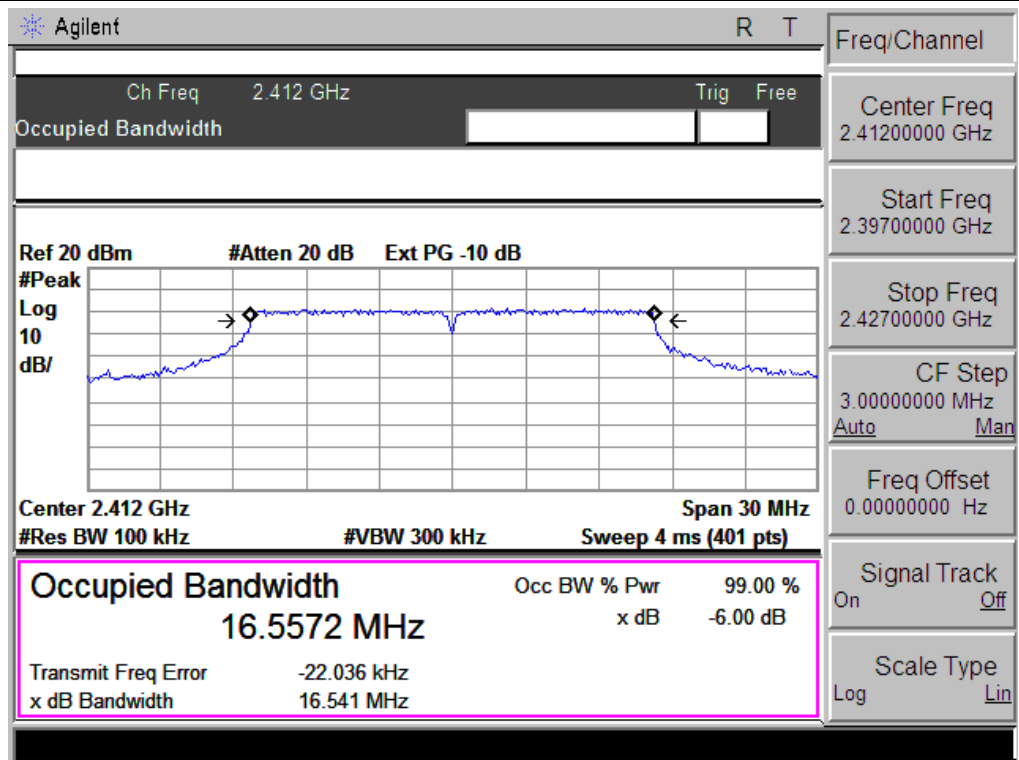 Agilent R T
Ch Freq 2.412 GHz Trig Free
Occupied Bandwidth
Ref 20 dBm #Atten 20 dB Ext PG -10 dB
#Peak
Log
10
dB/
Center 2.412 GHz Span 30 MHz
#Res BW 100 kHz #VBW 300 kHz Sweep 4 ms (401 pts)
Occupied Bandwidth Occ BW % Pwr 99.00 %
16.5572 MHz x dB -6.00 dB
Transmit Freq Error -22.036 kHz
x dB Bandwidth 16.541 MHz
Freq/Channel
Center Freq
2.41200000 GHz
Start Freq
2.39700000 GHz
Stop Freq
2.42700000 GHz
CF Step
3.00000000 MHz
Auto Man
Freq Offset
0.00000000 Hz
Signal Track
On Off
Scale Type
Log Lin